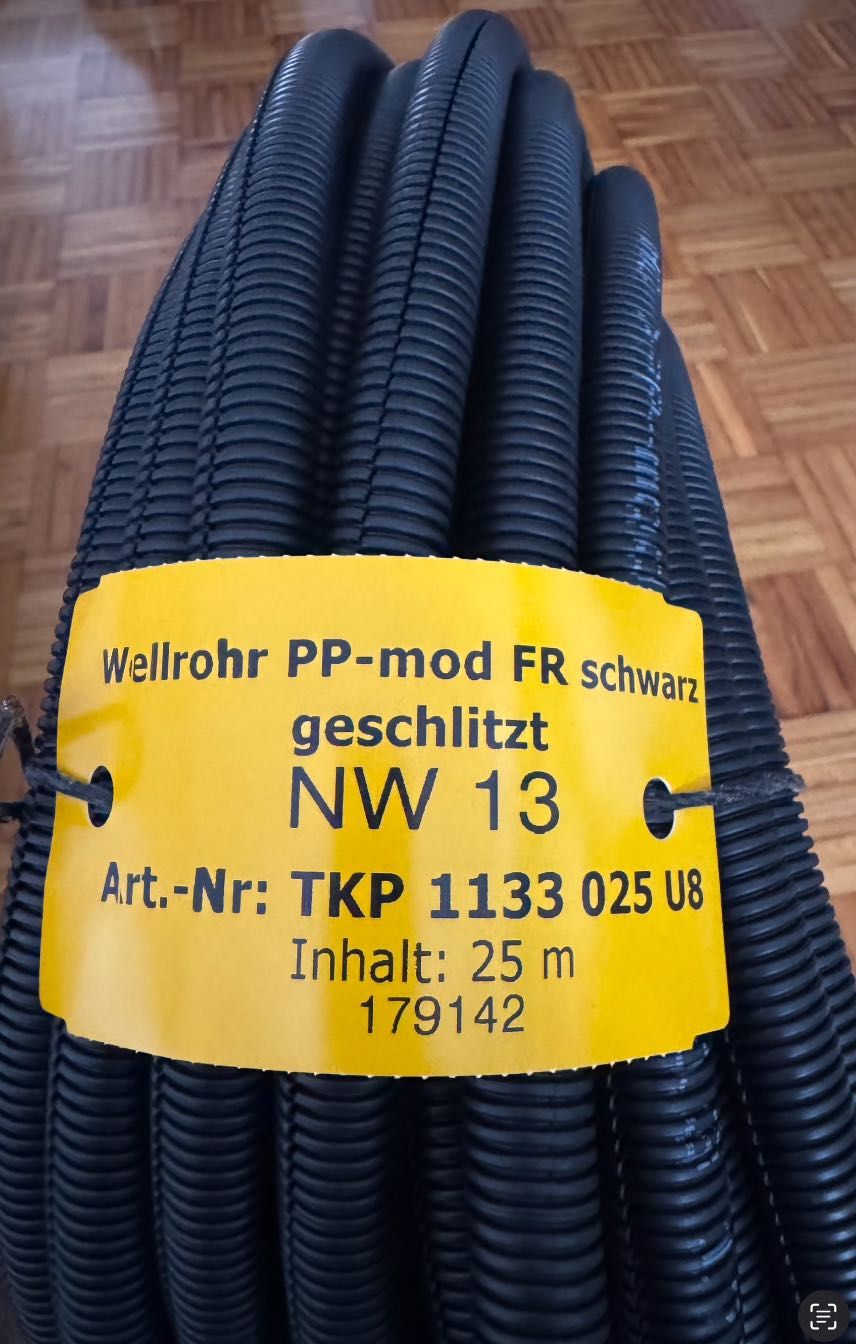 Wellrohr PP-mod FR schwarz
geschlitzt
NW 13
Art.-Nr: TKP 1133 025 U8
Inhalt: 25 m
179142